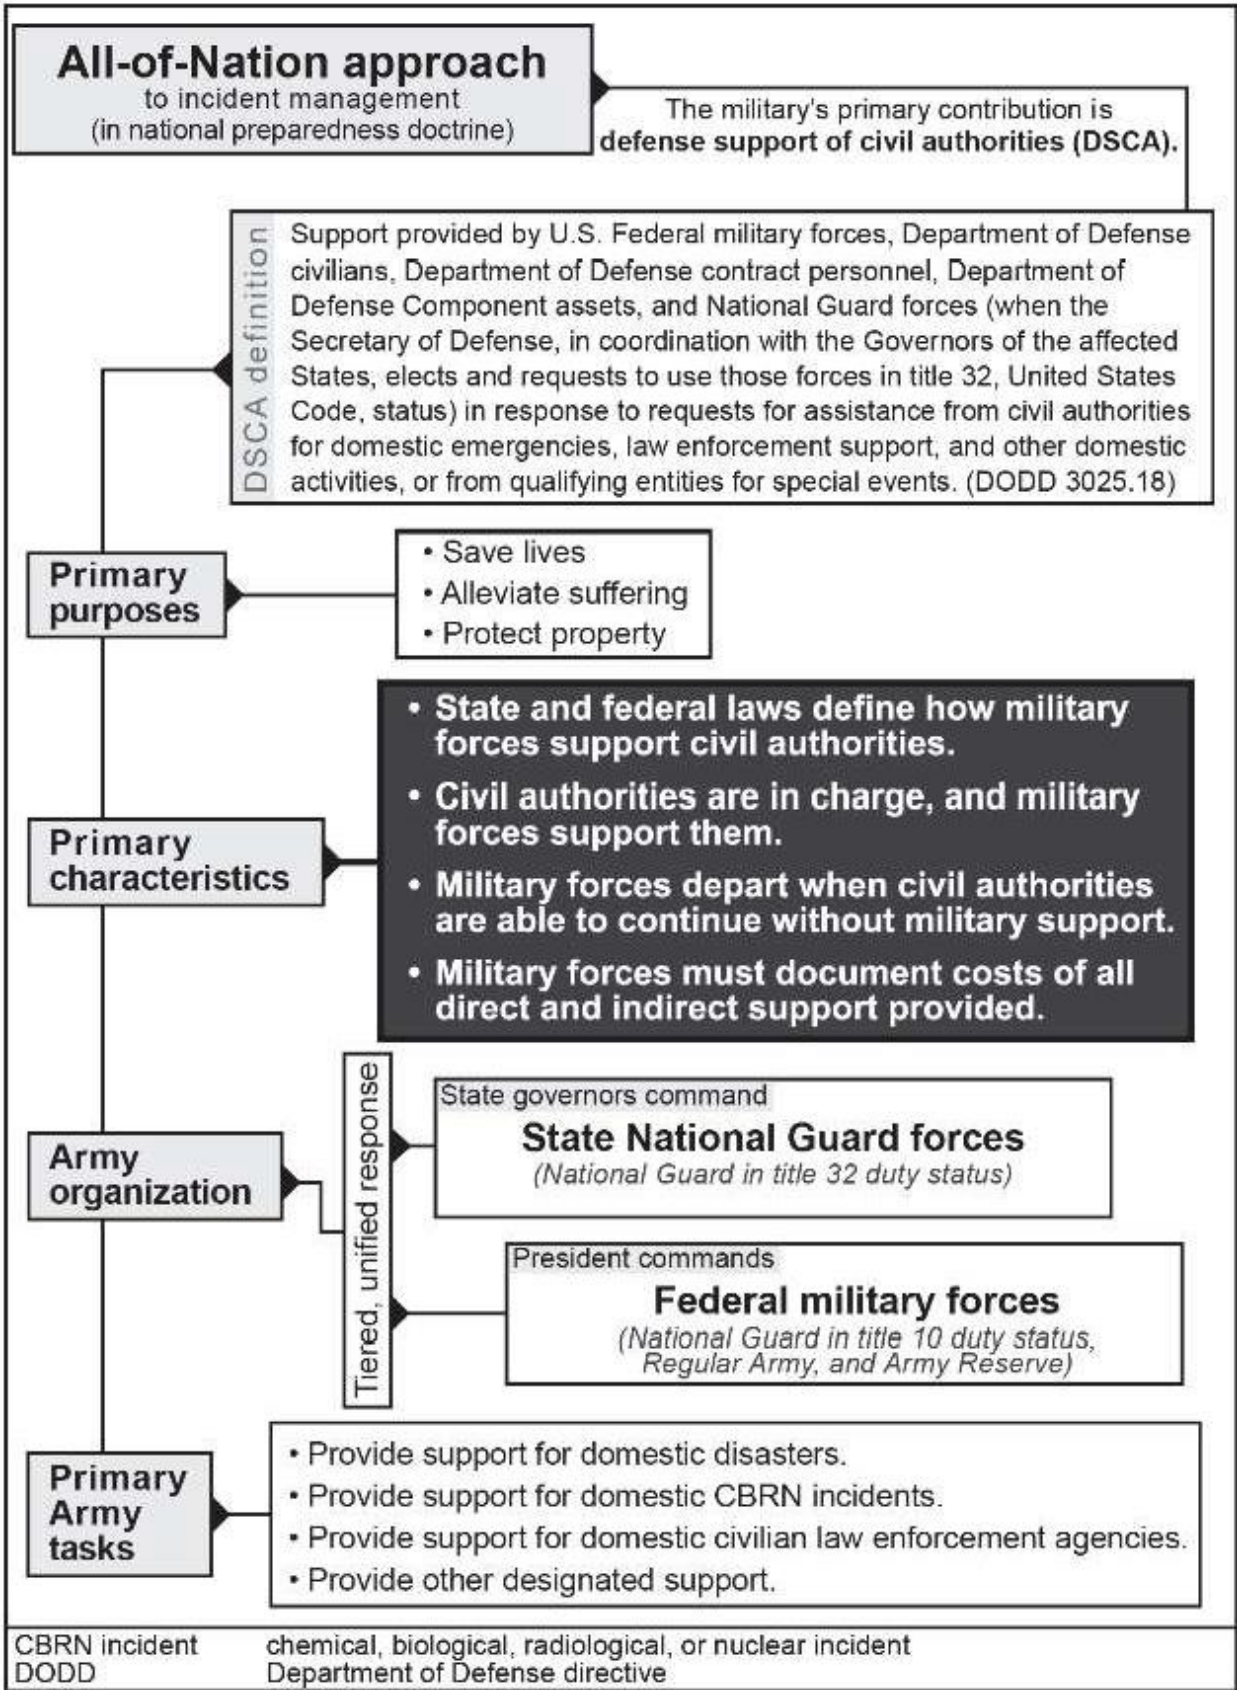 All-of-Nation approach
to incident management
(in national preparedness doctrine)
The military's primary contribution is
defense support of civil authorities (DSCA).
DSCA definition
Support provided by U.S. Federal military forces, Department of Defense
civilians, Department of Defense contract personnel, Department of
Defense Component assets, and National Guard forces (when the
Secretary of Defense, in coordination with the Governors of the affected
States, elects and requests to use those forces in title 32, United States
Code, status) in response to requests for assistance from civil authorities
for domestic emergencies, law enforcement support, and other domestic
activities, or from qualifying entities for special events. (DODD 3025.18)
Primary
purposes
• Save lives
• Alleviate suffering
• Protect property
Primary
characteristics
• State and federal laws define how military
forces support civil authorities.
• Civil authorities are in charge, and military
forces support them.
• Military forces depart when civil authorities
are able to continue without military support.
• Military forces must document costs of all
direct and indirect support provided.
Army
organization
Tiered, unified response
State governors command
State National Guard forces
(National Guard in title 32 duty status)
President commands
Federal military forces
(National Guard in title 10 duty status,
Regular Army, and Army Reserve)
Primary
Army
tasks
• Provide support for domestic disasters.
• Provide support for domestic CBRN incidents.
• Provide support for domestic civilian law enforcement agencies.
• Provide other designated support.
CBRN incident chemical, biological, radiological, or nuclear incident
DODD Department of Defense directive